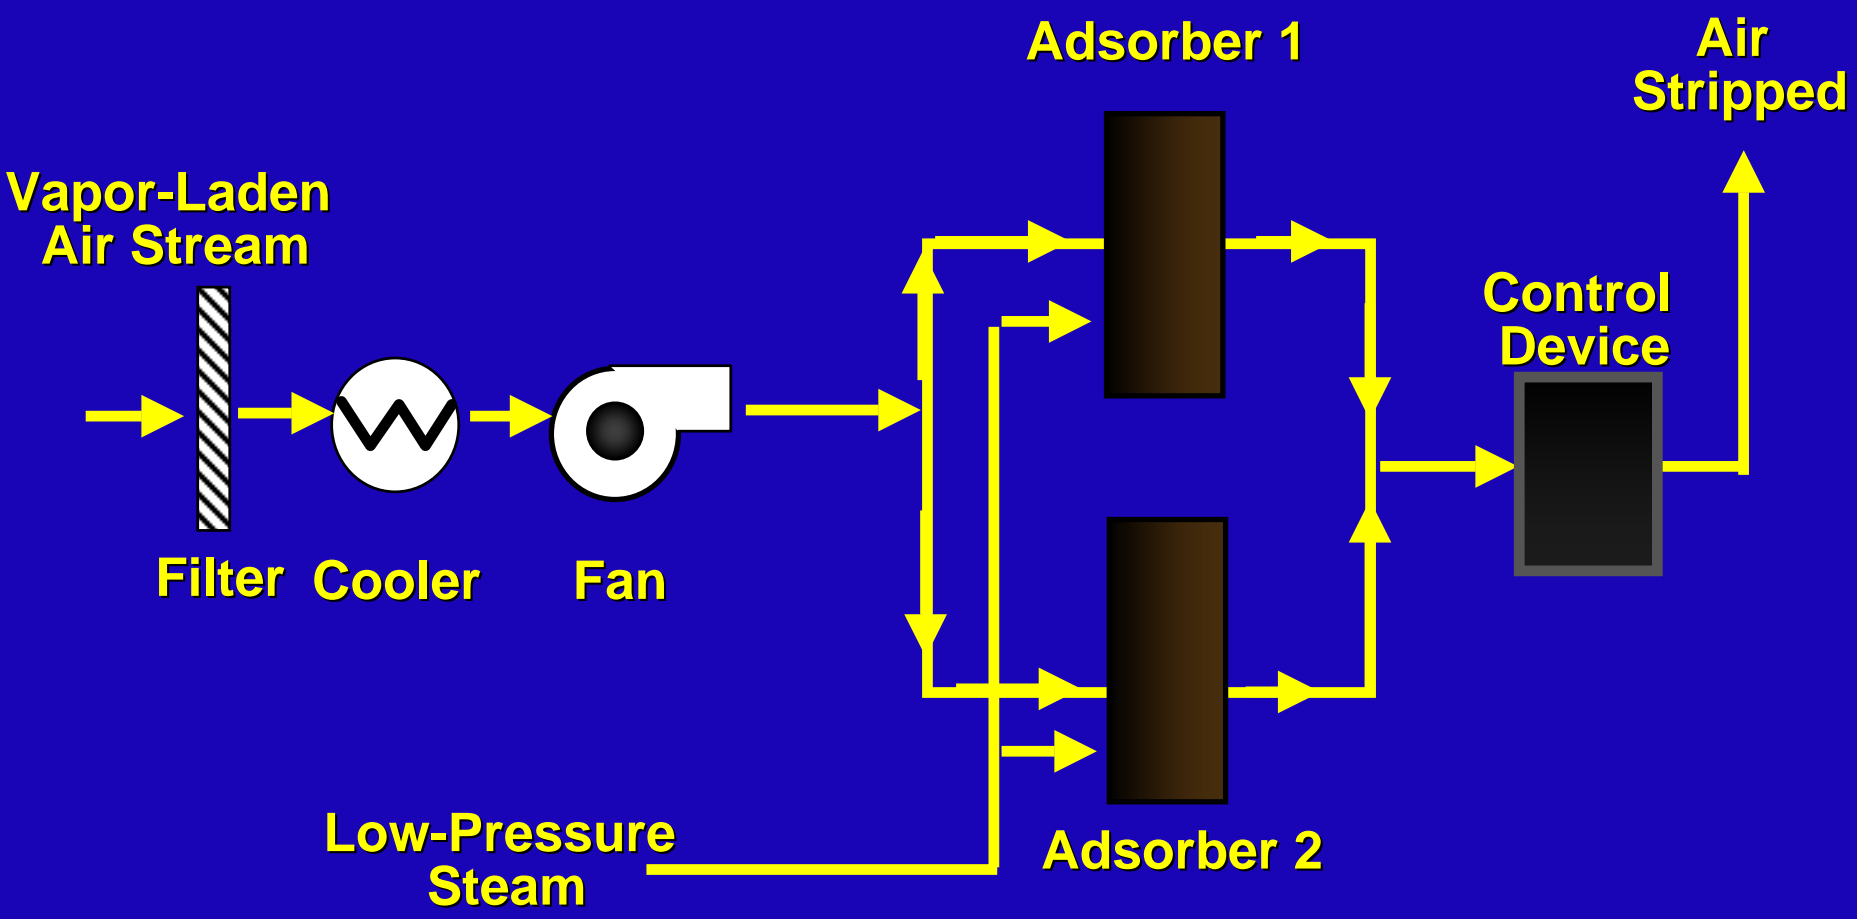 Adsorber 1
Air
Stripped
Vapor-Laden
Air Stream
Control
Device
Filter
Cooler
Fan
Low-Pressure
Steam
Adsorber 2